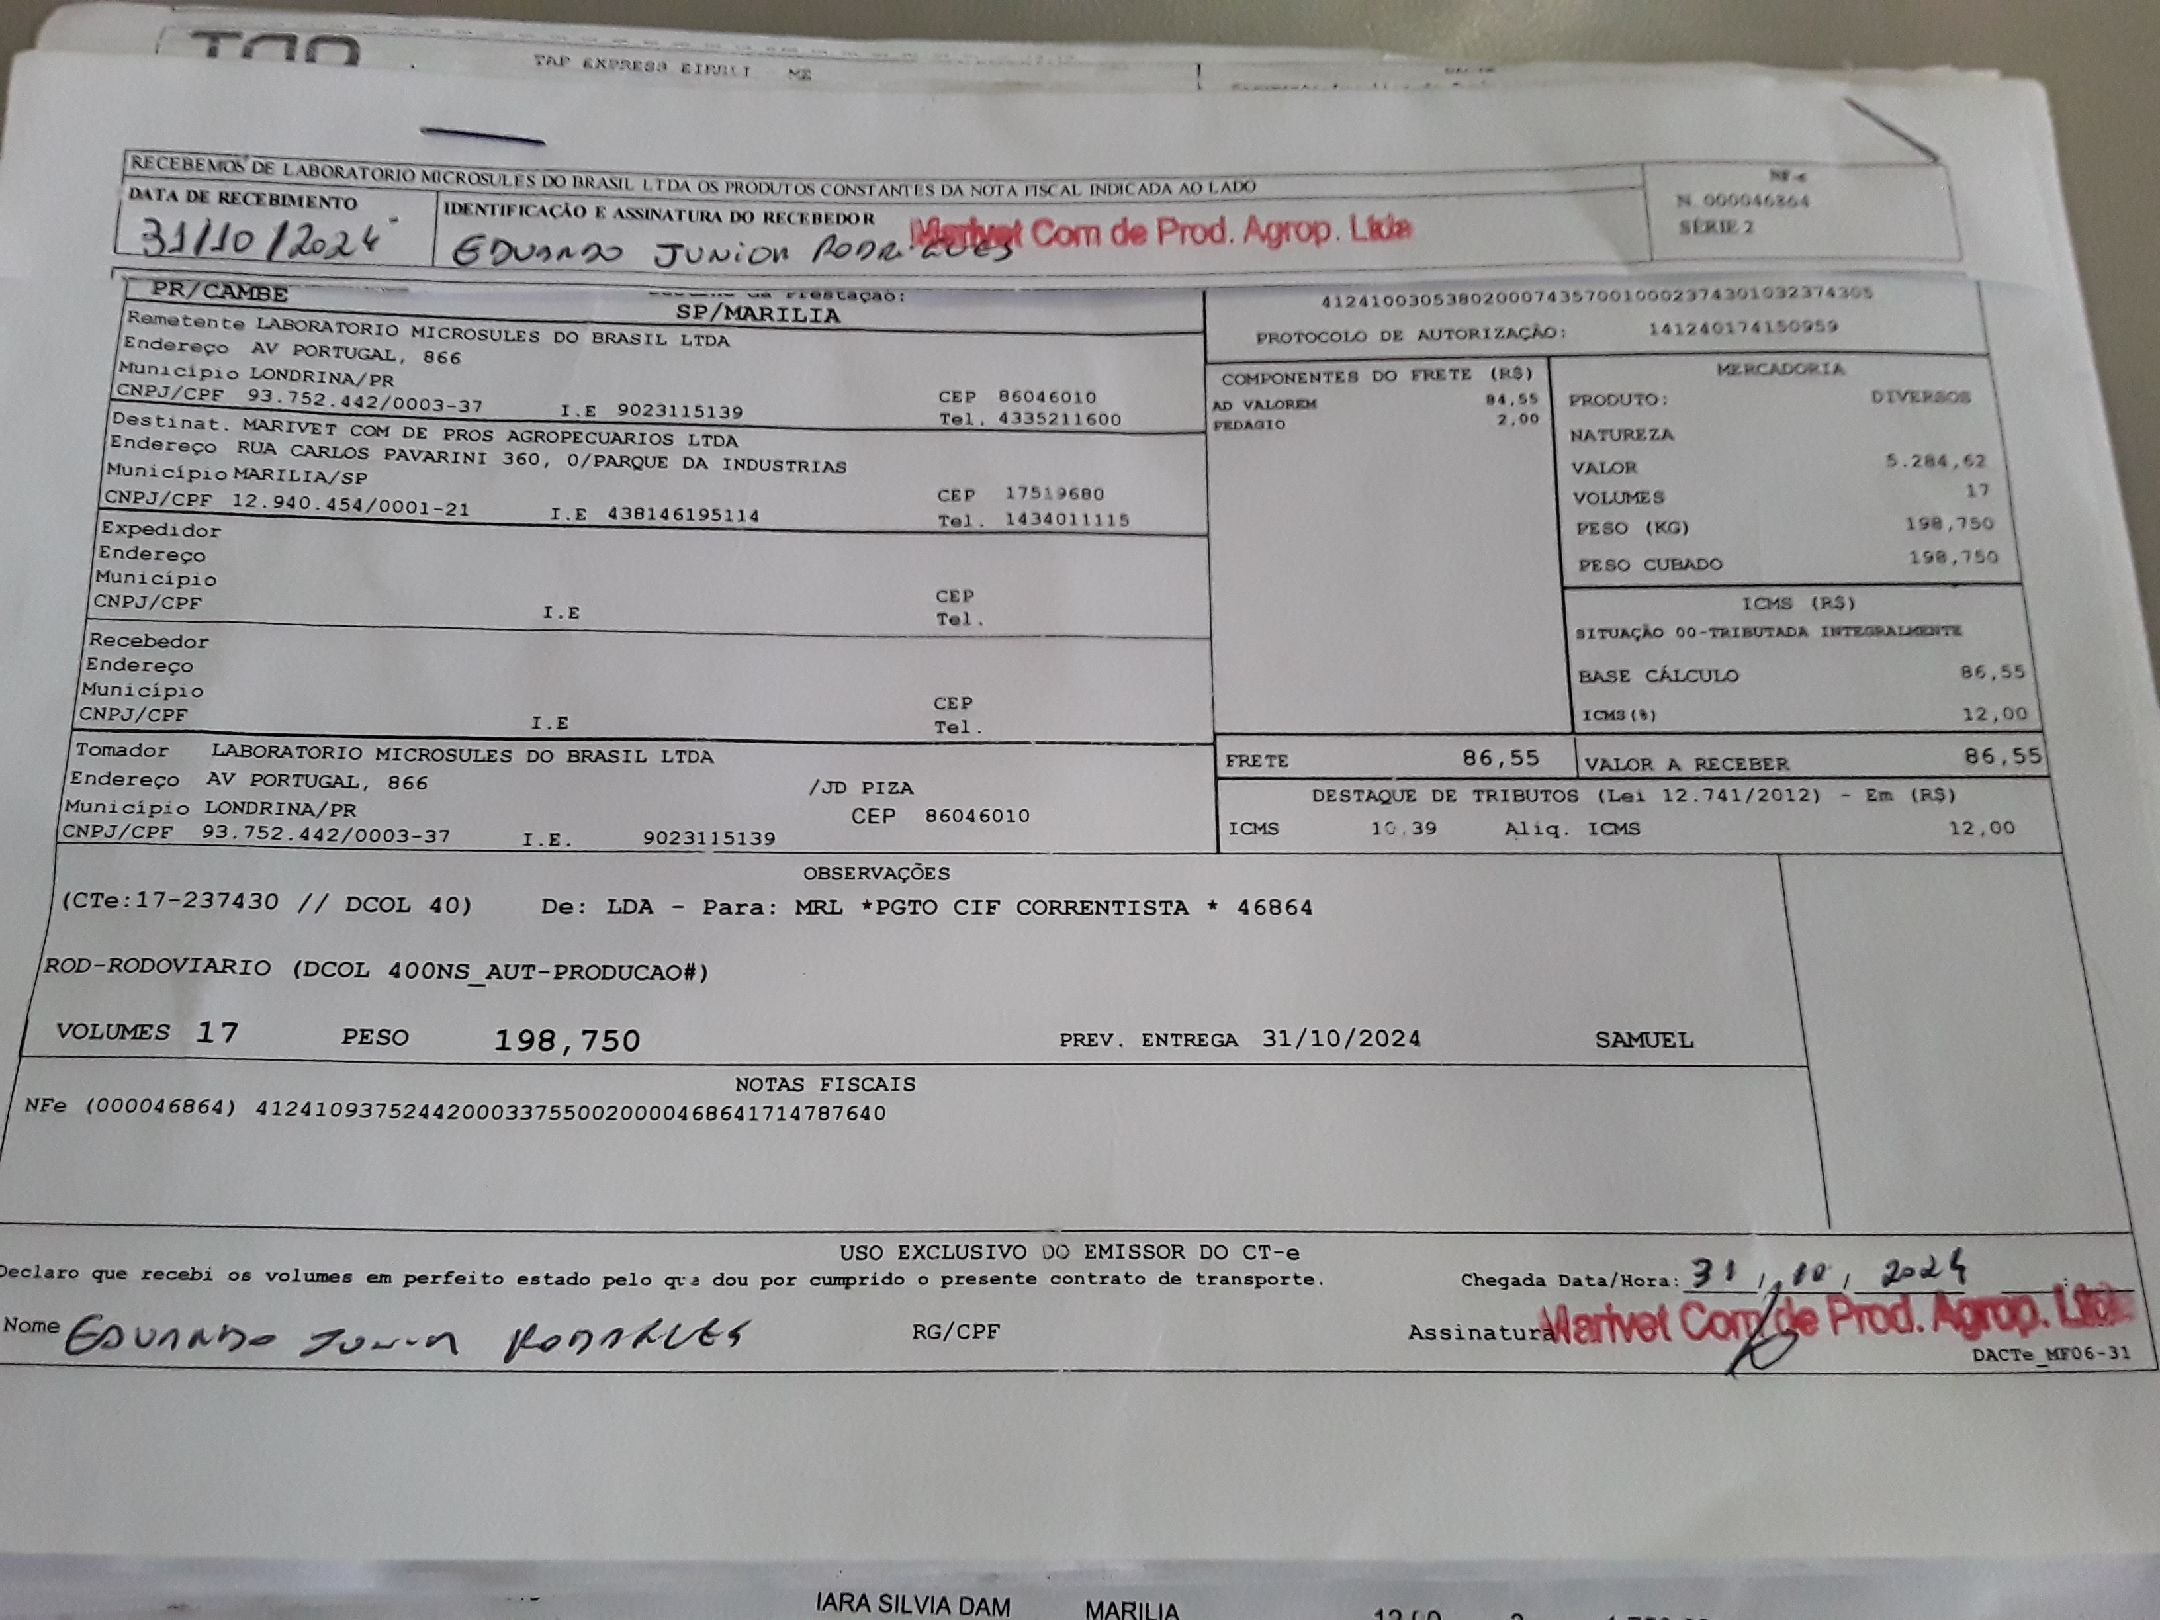 TAP EXPRESS EIRELI ME
RECEBEMOS DE LABORATORIO MICROSULES DO BRASIL LTDA OS PRODUTOS CONSTANTES DA NOTA FISCAL INDICADA AO LADO
NF-e
N. 000046864
SÉRIE 2
DATA DE RECEBIMENTO
31/10/2024
IDENTIFICAÇÃO E ASSINATURA DO RECEBEDOR
Marivet Com de Prod. Agrop. Ltda
EDUARDO JUNIOR RODRIGUES
PR/CAMBE
da Prestação:
SP/MARILIA
PROTOCOLO DE AUTORIZAÇÃO: 141240174150959
Remetente LABORATORIO MICROSULES DO BRASIL LTDA
Endereço AV PORTUGAL, 866
Município LONDRINA/PR
CEP 86046010
CNPJ/CPF 93.752.442/0003-37 I.E 9023115139
Tel. 4335211600
Destinat. MARIVET COM DE PROS AGROPECUARIOS LTDA
Endereço RUA CARLOS PAVARINI 360, 0/PARQUE DA INDUSTRIAS
Município MARILIA/SP
CEP 17519680
CNPJ/CPF 12.940.454/0001-21 I.E 438146195114
Tel. 1434011115
Expedidor
Endereço
Município
CEP
CNPJ/CPF I.E
Tel.
Recebedor
Endereço
Município
CEP
CNPJ/CPF I.E
Tel.
Tomador LABORATORIO MICROSULES DO BRASIL LTDA
Endereço AV PORTUGAL, 866 /JD PIZA
Município LONDRINA/PR CEP 86046010
CNPJ/CPF 93.752.442/0003-37 I.E. 9023115139
COMPONENTES DO FRETE (R$)
AD VALOREM 84,55
PEDAGIO 2,00
MERCADORIA
PRODUTO: DIVERSOS
NATUREZA
VALOR 5.284,62
VOLUMES 17
PESO (KG) 198,750
PESO CUBADO 198,750
ICMS (R$)
SITUAÇÃO 00-TRIBUTADA INTEGRALMENTE
BASE CÁLCULO 86,55
ICMS(%) 12,00
FRETE 86,55
VALOR A RECEBER 86,55
DESTAQUE DE TRIBUTOS (Lei 12.741/2012) - Em (R$)
ICMS 10,39 Aliq. ICMS 12,00
OBSERVAÇÕES
(CTe:17-237430 // DCOL 40) De: LDA - Para: MRL *PGTO CIF CORRENTISTA * 46864
ROD-RODOVIARIO (DCOL 400NS_AUT-PRODUCAO#)
VOLUMES 17 PESO 198,750 PREV. ENTREGA 31/10/2024 SAMUEL
NOTAS FISCAIS
NFe (000046864) 41241093752442000337550020000468641714787640
USO EXCLUSIVO DO EMISSOR DO CT-e
Declaro que recebi os volumes em perfeito estado pelo que dou por cumprido o presente contrato de transporte.
Chegada Data/Hora: 31/10/2024
Nome EDUARDO JUNIOR RODRIGUES RG/CPF
Assinatura Marivet Com de Prod. Agrop. Ltda
DACTe_MF06-31
IARA SILVIA DAM MARILIA